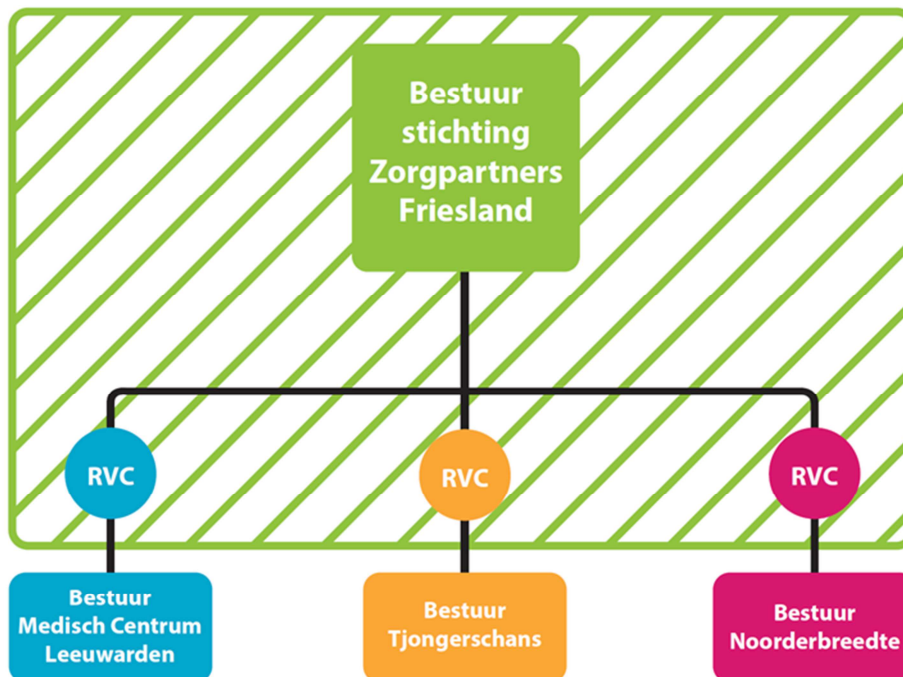 Bestuur
stichting
Zorgpartners
Friesland
RVC
RVC
RVC
Bestuur
Medisch Centrum
Leeuwarden
Bestuur
Tjongerschans
Bestuur
Noorderbreedte